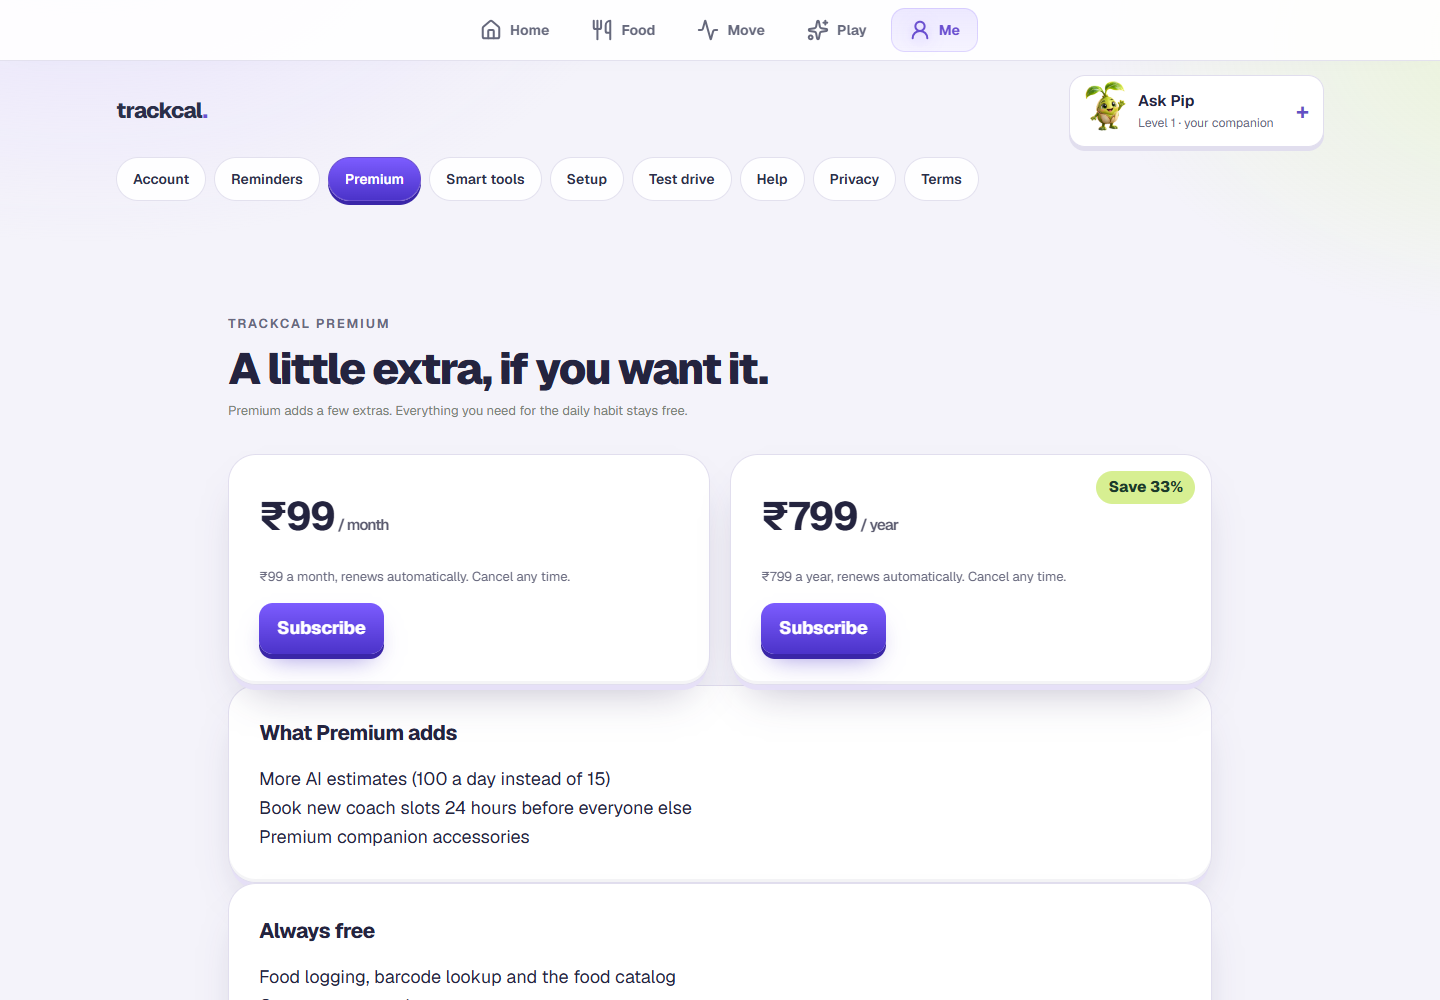 Home Food Move Play Me
trackcal.
Ask Pip
Level 1 · your companion
+
Account Reminders Premium Smart tools Setup Test drive Help Privacy Terms
TRACKCAL PREMIUM
A little extra, if you want it.
Premium adds a few extras. Everything you need for the daily habit stays free.
₹99 / month
₹99 a month, renews automatically. Cancel any time.
Subscribe
Save 33%
₹799 / year
₹799 a year, renews automatically. Cancel any time.
Subscribe
What Premium adds
More AI estimates (100 a day instead of 15)
Book new coach slots 24 hours before everyone else
Premium companion accessories
Always free
Food logging, barcode lookup and the food catalog